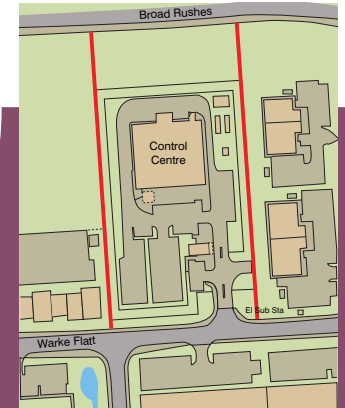 Broad Rushes
Control
Centre
El Sub Sta
Warke Flatt